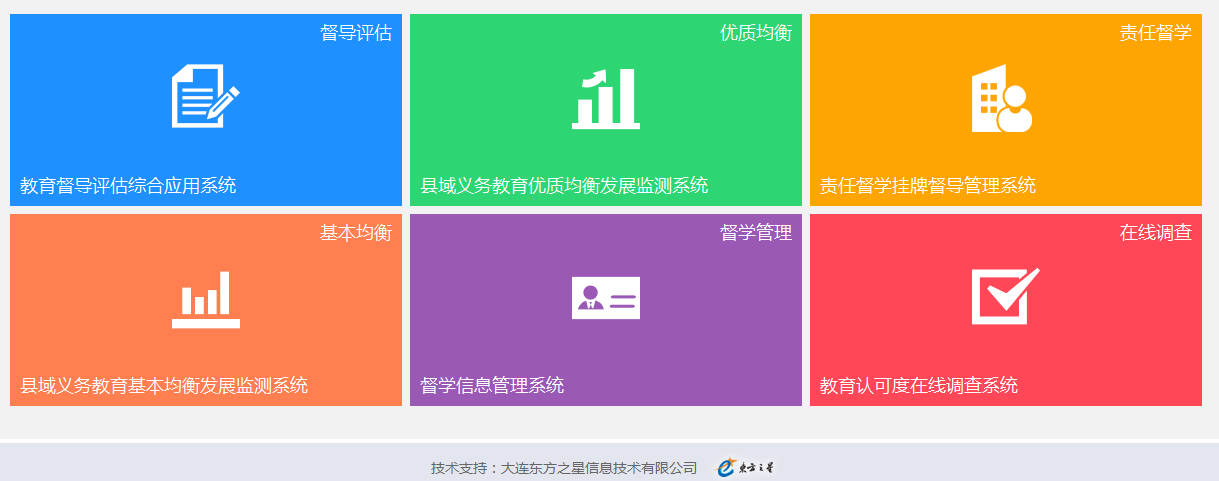 督导评估
教育督导评估综合应用系统
优质均衡
县域义务教育优质均衡发展监测系统
责任督学
责任督学挂牌督导管理系统
基本均衡
县域义务教育基本均衡发展监测系统
督学管理
督学信息管理系统
在线调查
教育认可度在线调查系统
技术支持：大连东方之星信息技术有限公司 东方之星